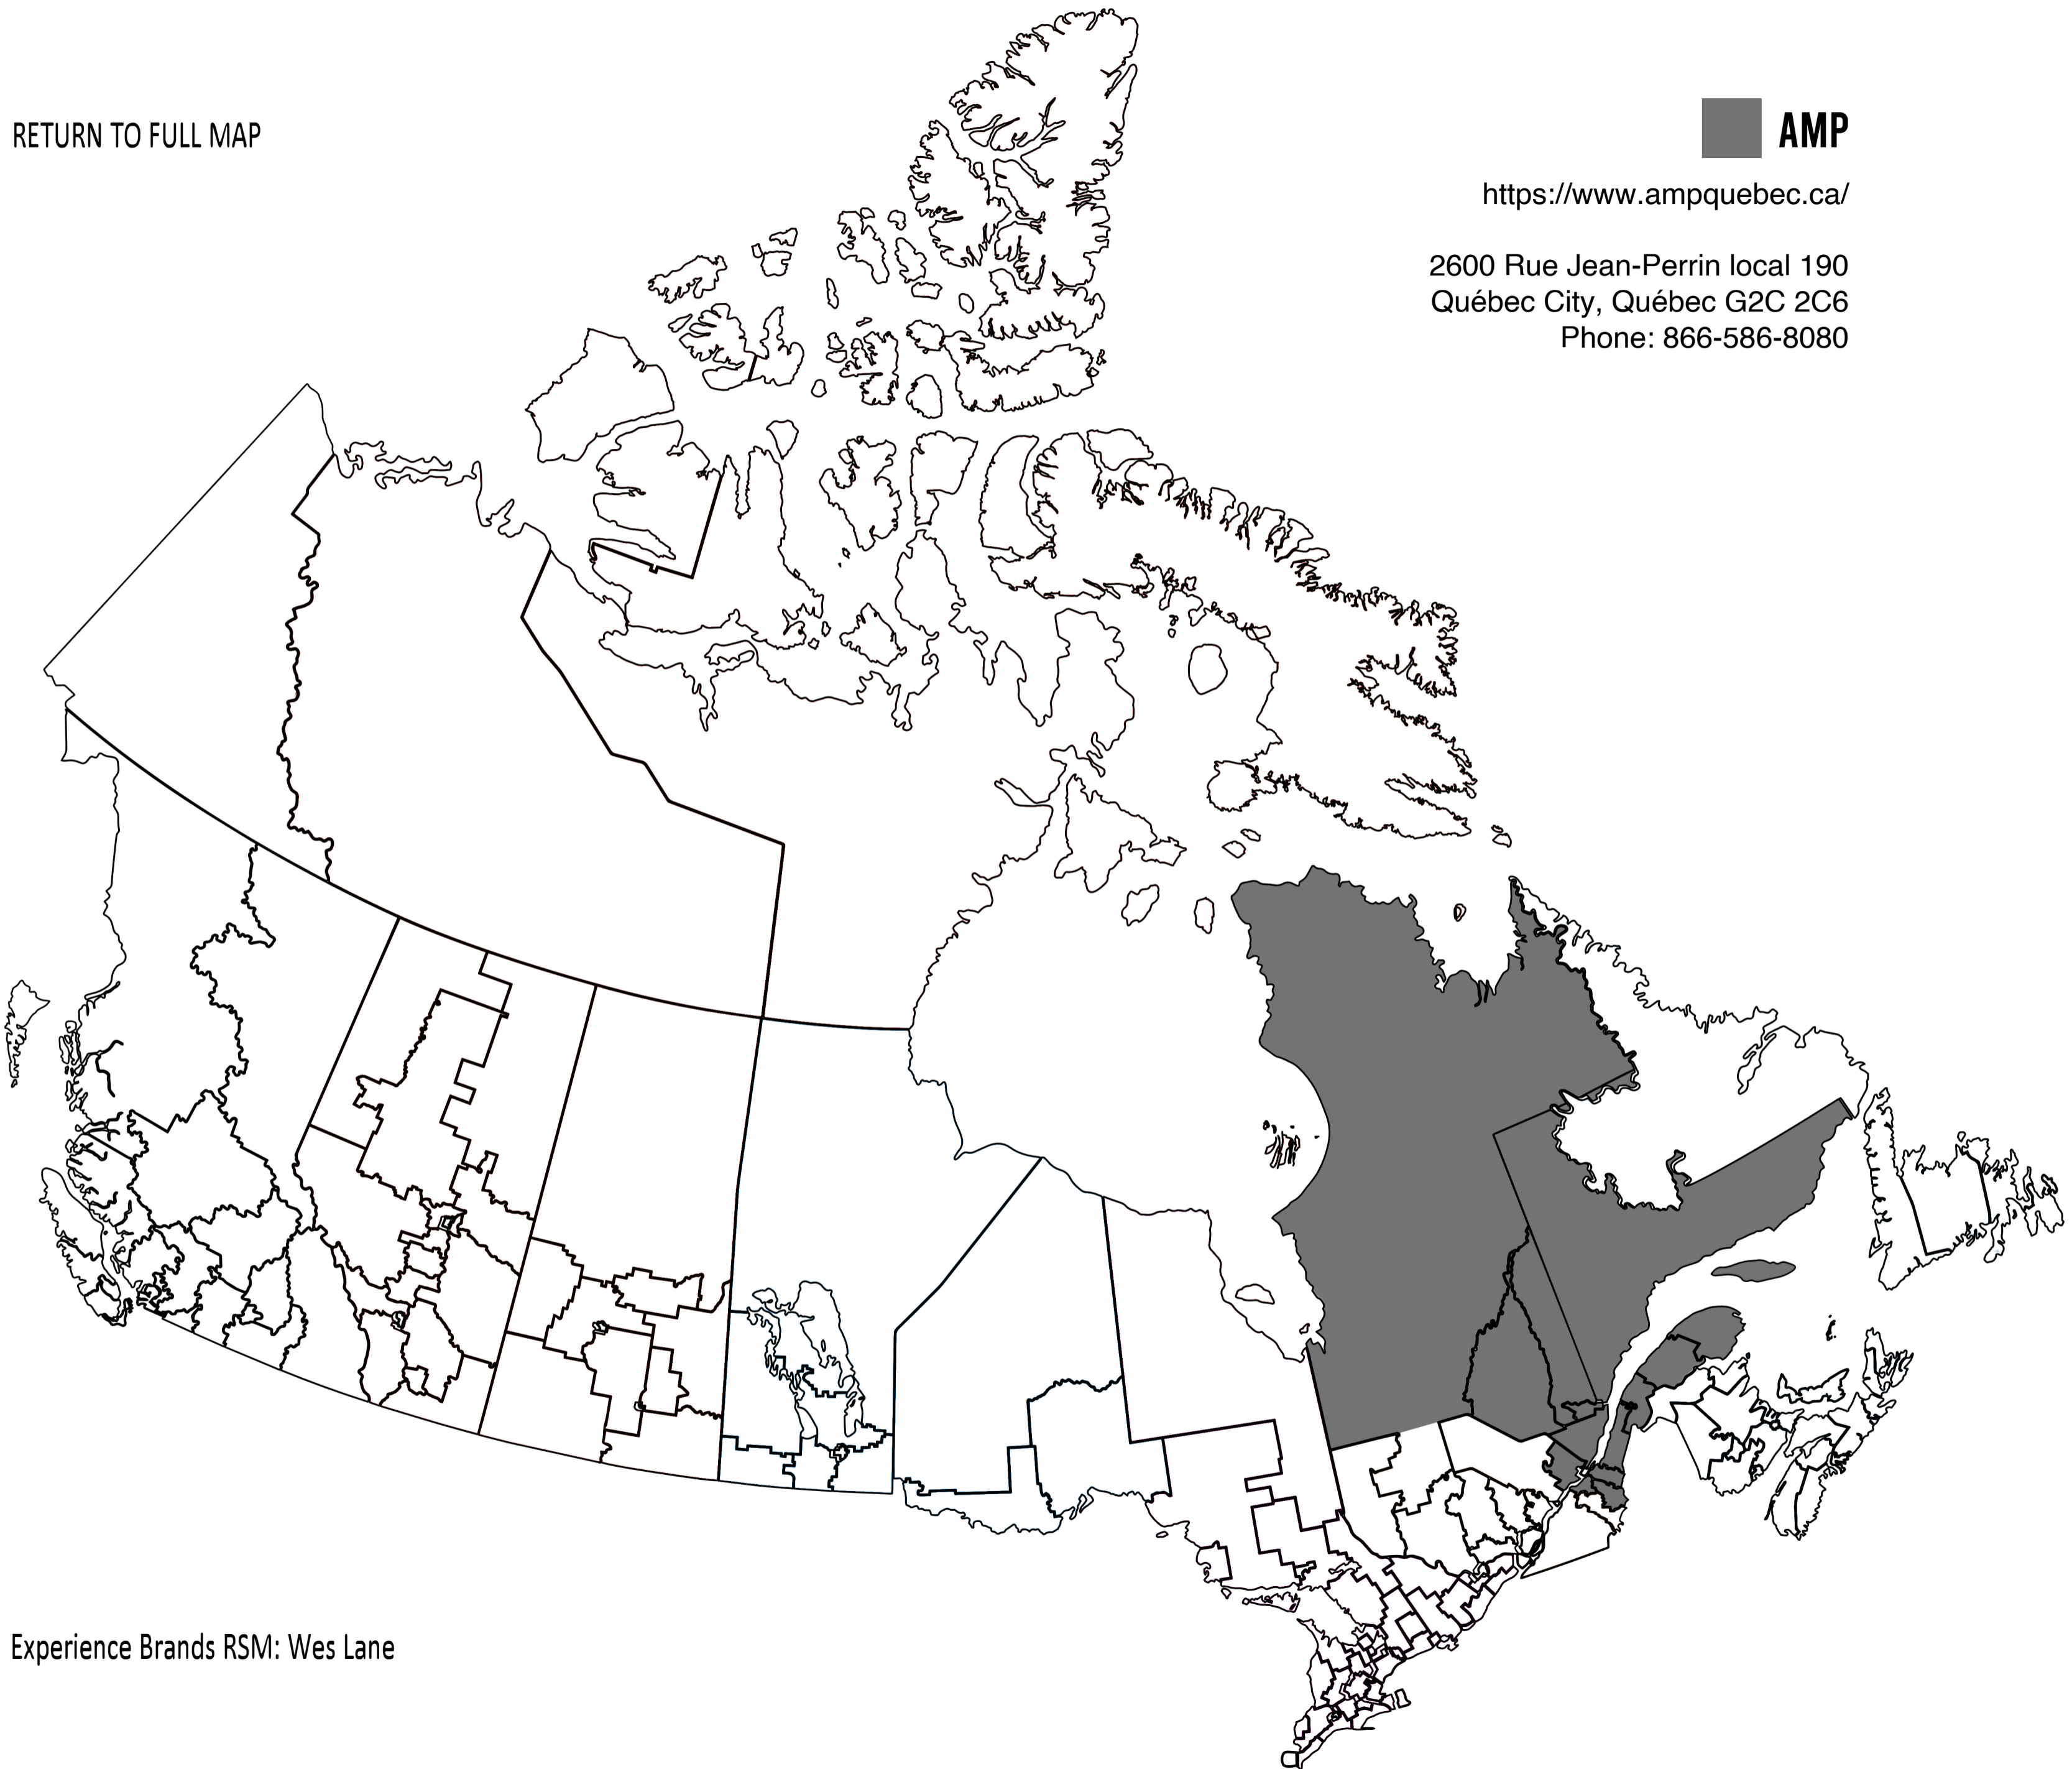 RETURN TO FULL MAP
AMP
https://www.ampquebec.ca/
2600 Rue Jean-Perrin local 190
Québec City, Québec G2C 2C6
Phone: 866-586-8080
Experience Brands RSM: Wes Lane